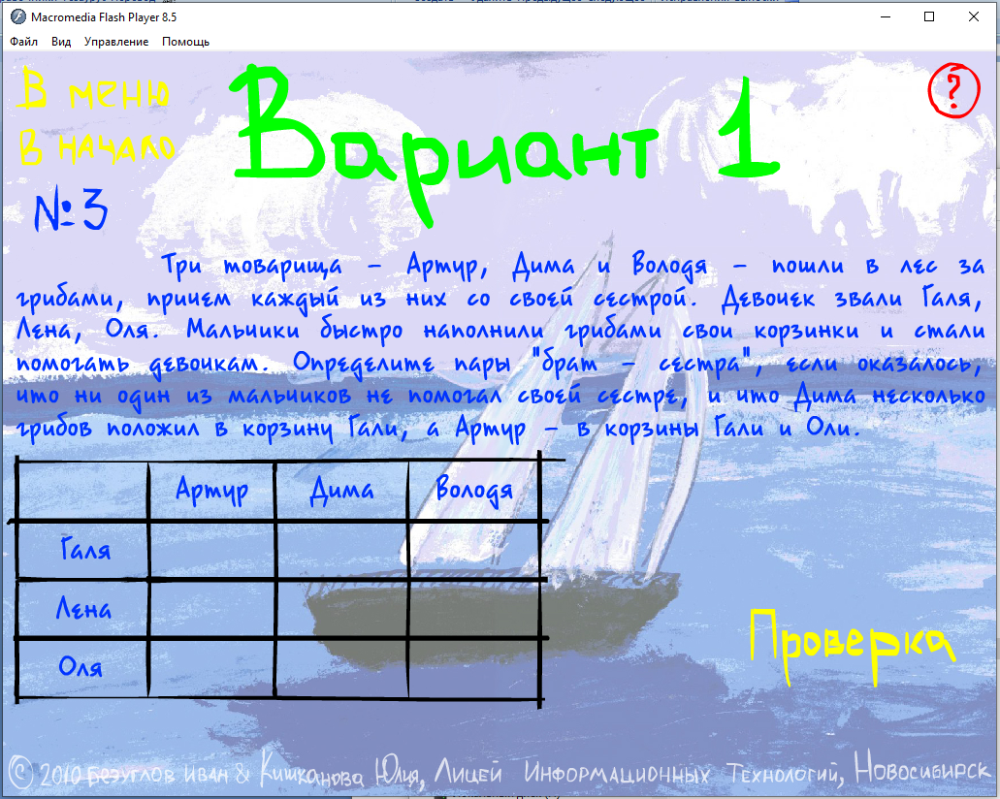 Macromedia Flash Player 8.5
Файл Вид Управление Помощь
В меню
В начало
Вариант 1
?
№3
Три товарища - Артур, Дима и Володя - пошли в лес за
грибами, причем каждый из них со своей сестрой. Девочек звали Галя,
Лена, Оля. Мальчики быстро наполнили грибами свои корзинки и стали
помогать девочкам. Определите пары "брат - сестра", если оказалось,
что ни один из мальчиков не помогал своей сестре, и что Дима несколько
грибов положил в корзину Гали, а Артур - в корзины Гали и Оли.
Артур Дима Володя
Галя
Лена
Оля
Проверка
© 2010 Безуглов Иван & Кишканова Юлия, Лицей Информационных Технологий, Новосибирск